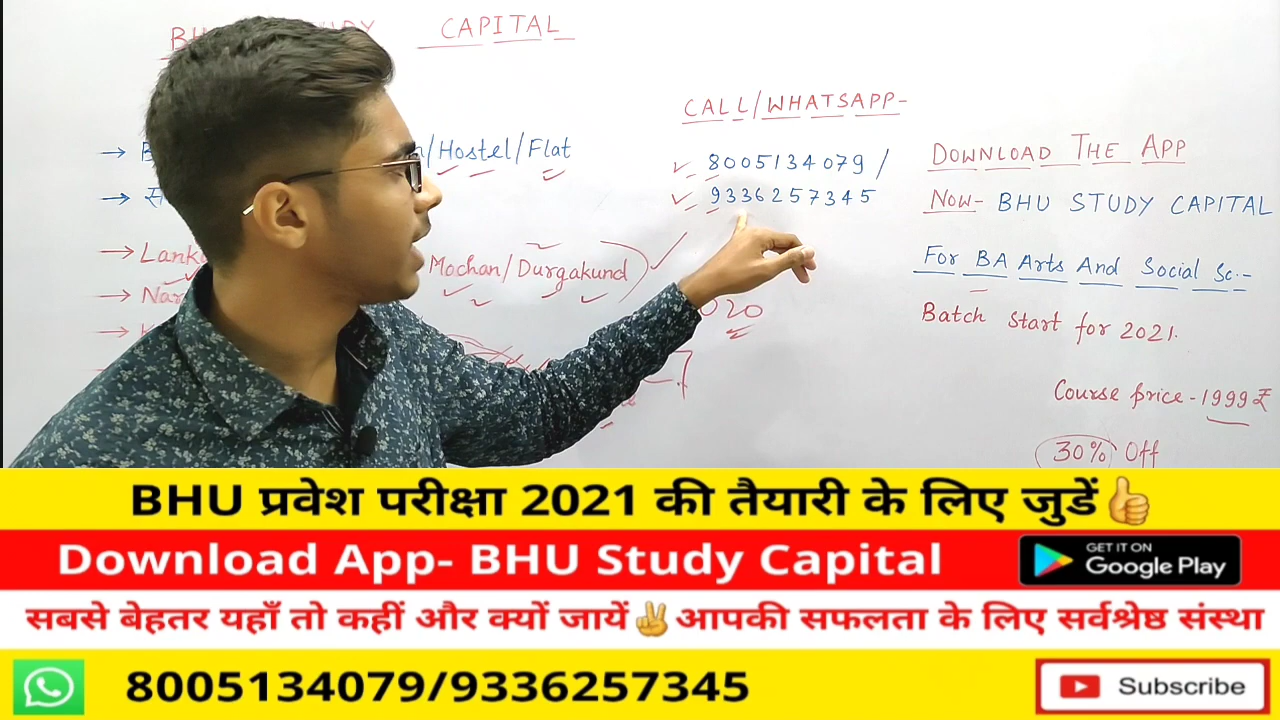 CAPITAL
Hostel/Flat
Mochan/Durgakund
CALL/WHATSAPP-
8005134079/
9336257345
DOWNLOAD THE APP
NOW- BHU STUDY CAPITAL
For BA Arts And Social Sc.-
Batch start for 2021.
Course price - 1999 ₹
30% Off
BHU प्रवेश परीक्षा 2021 की तैयारी के लिए जुडें👍
Download App- BHU Study Capital
GET IT ON
Google Play
सबसे बेहतर यहाँ तो कहीं और क्यों जायें✌आपकी सफलता के लिए सर्वश्रेष्ठ संस्था
8005134079/9336257345
Subscribe